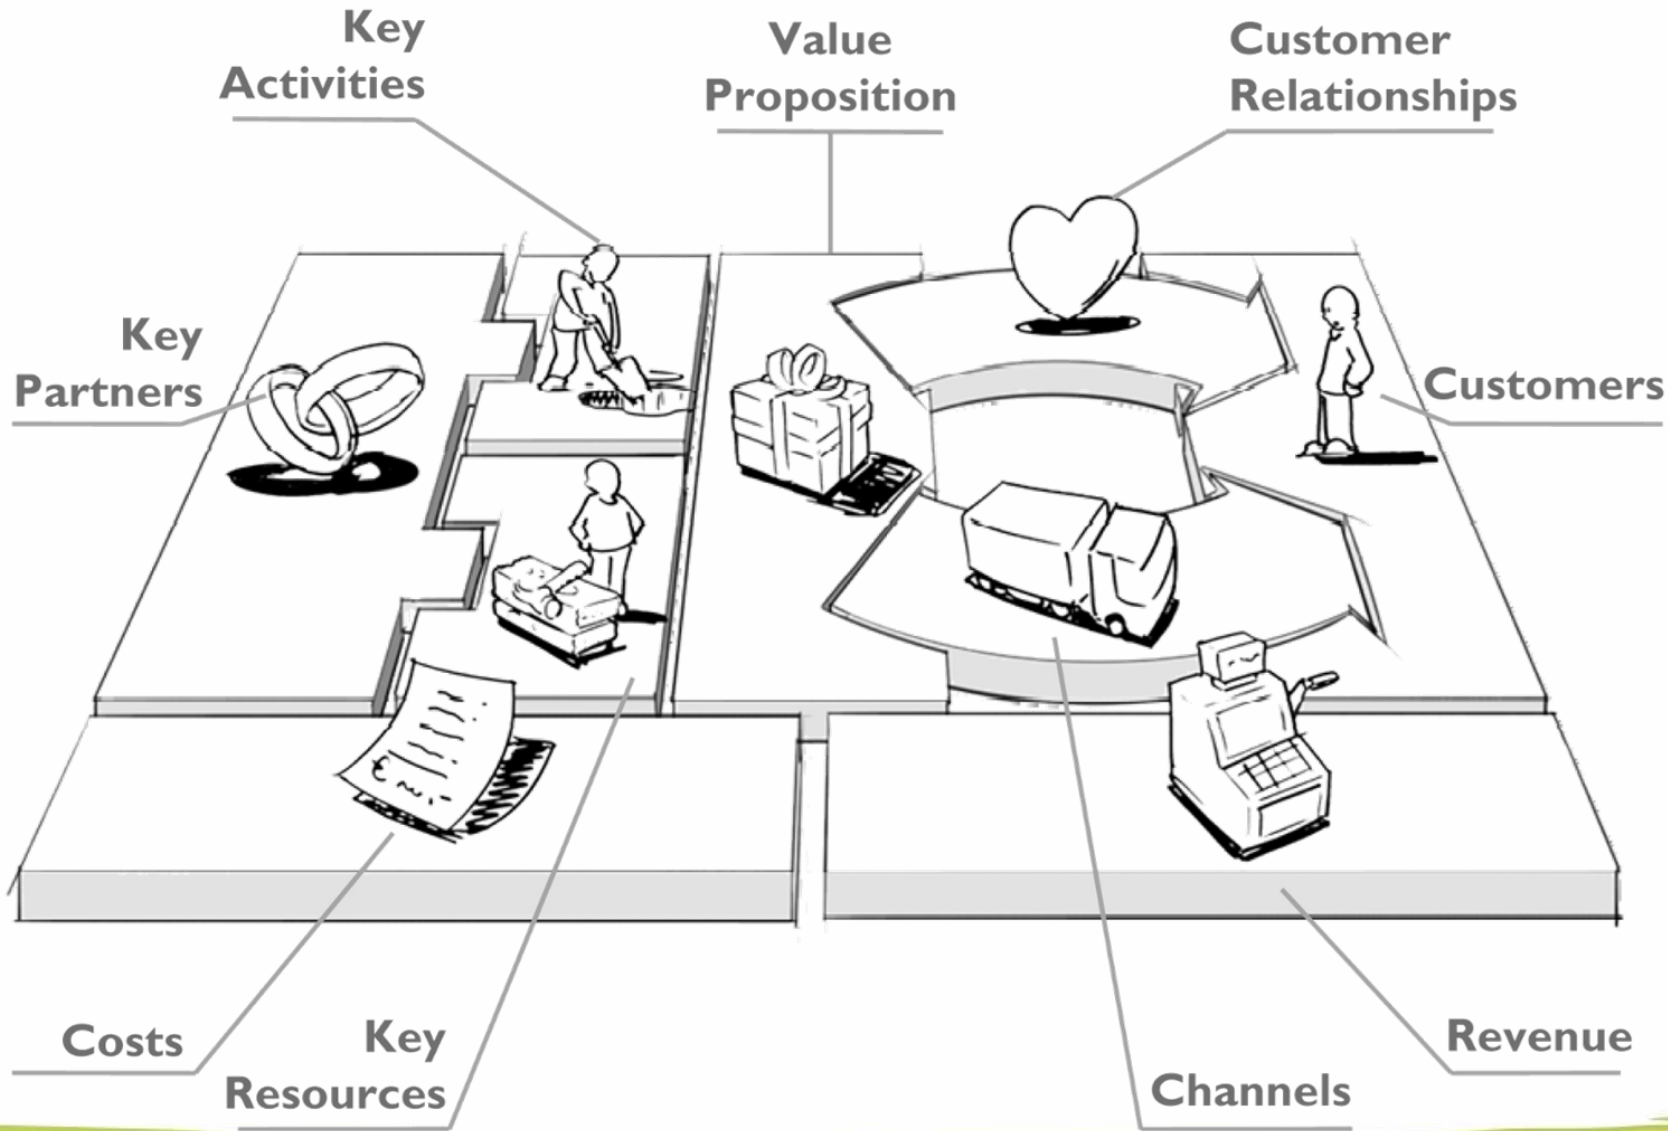 Key
Activities
Value
Proposition
Customer
Relationships
Key
Partners
Customers
Costs
Key
Resources
Channels
Revenue
€